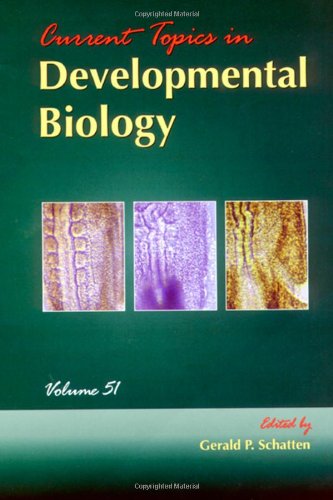 Current Topics in
Developmental
Biology
Volume 51
Edited by
Gerald P. Schatten